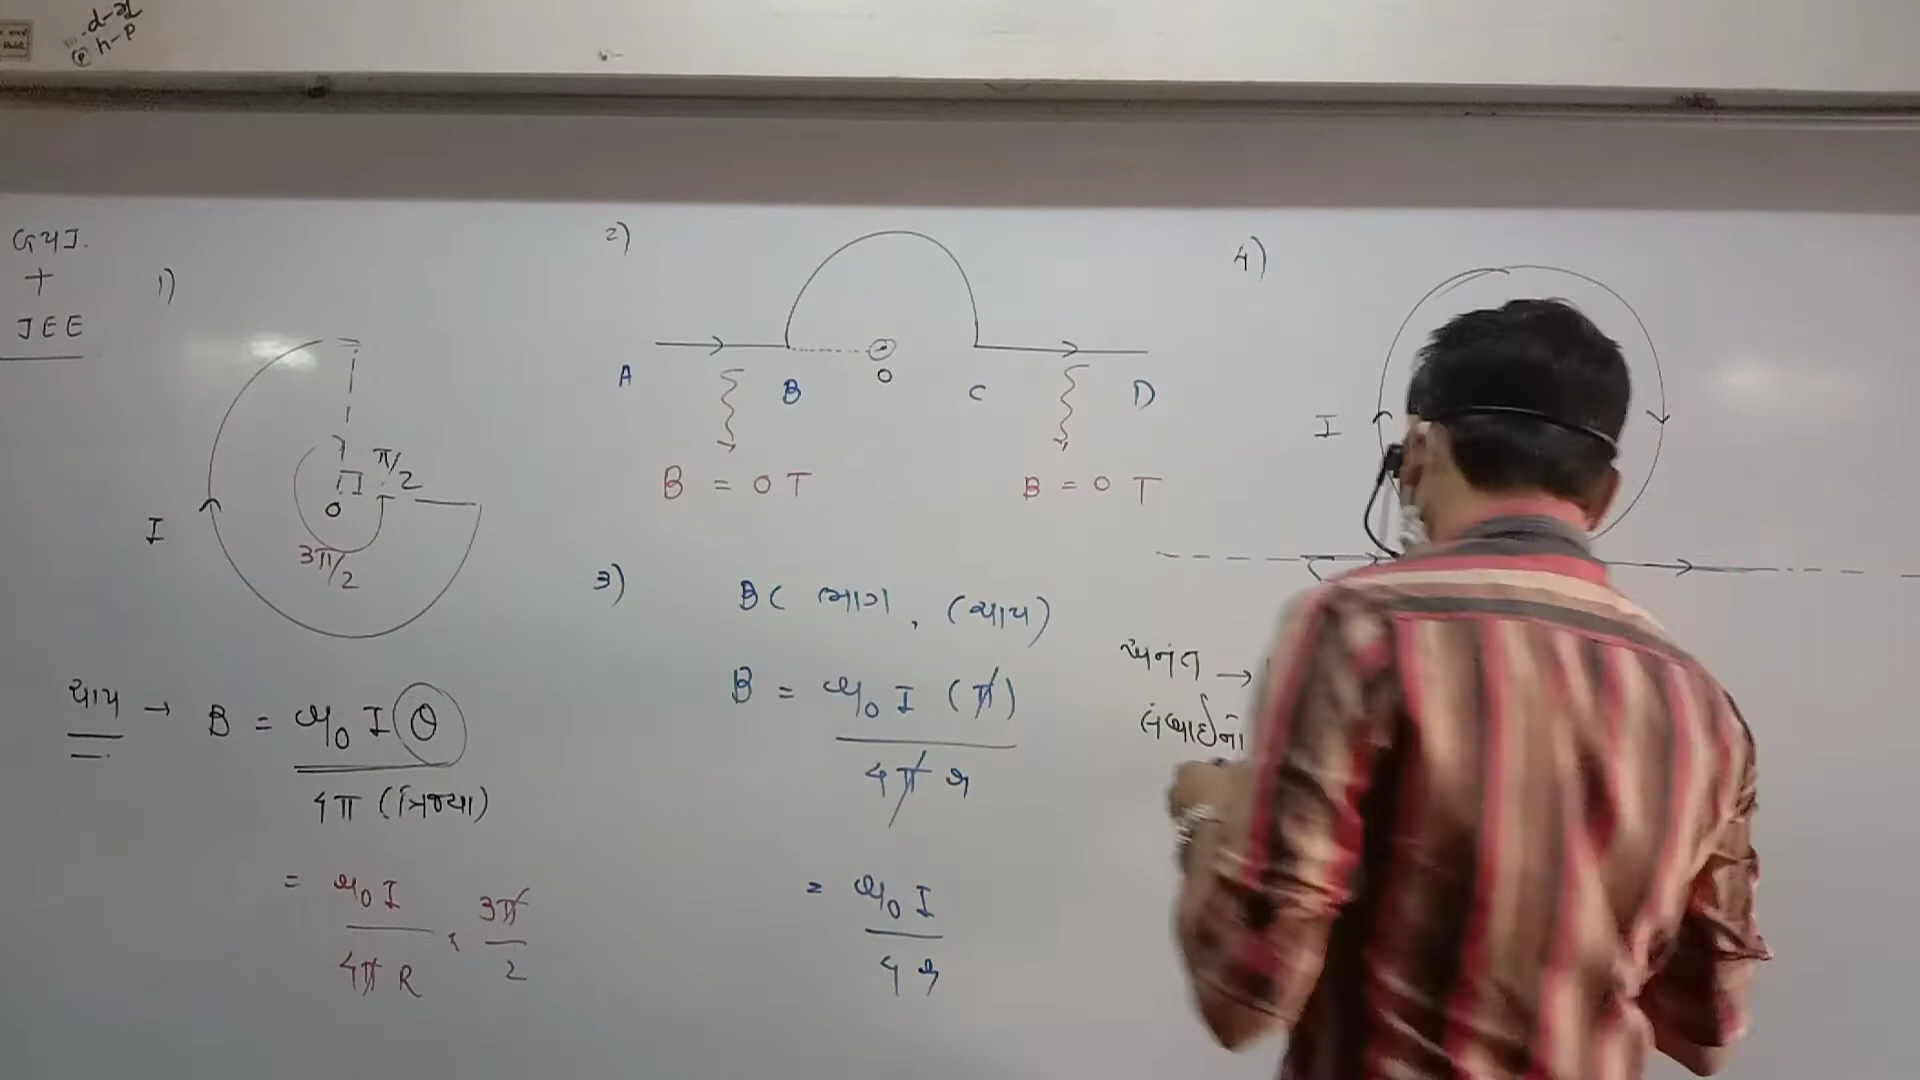 ગુજ.
+
JEE
1)
π/2
O
I
3π/2
ચાપ → B = μ₀ I θ
4π (ત્રિજ્યા)
= μ₀ I / 4π R × 3π / 2
2)
A B O C D
B = 0 T B = 0 T
3)
BC ભાગ, (ચાપ)
B = μ₀ I (π)
4π r
= μ₀ I
4 r
4)
I
અનંત →
લંબાઈનો